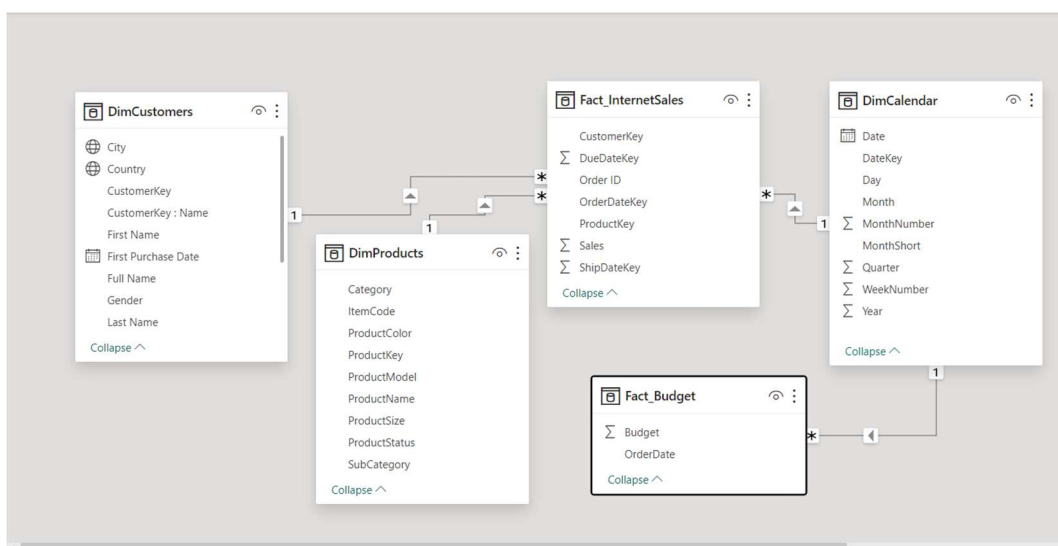 DimCustomers
City
Country
CustomerKey
CustomerKey : Name
First Name
First Purchase Date
Full Name
Gender
Last Name
Collapse
1
DimProducts
Category
ItemCode
ProductColor
ProductKey
ProductModel
ProductName
ProductSize
ProductStatus
SubCategory
Collapse
1
*
*
Fact_InternetSales
CustomerKey
Σ DueDateKey
Order ID
OrderDateKey
ProductKey
Σ Sales
Σ ShipDateKey
Collapse
*
1
DimCalendar
Date
DateKey
Day
Month
Σ MonthNumber
MonthShort
Σ Quarter
Σ WeekNumber
Σ Year
Collapse
1
Fact_Budget
Σ Budget
OrderDate
Collapse
*